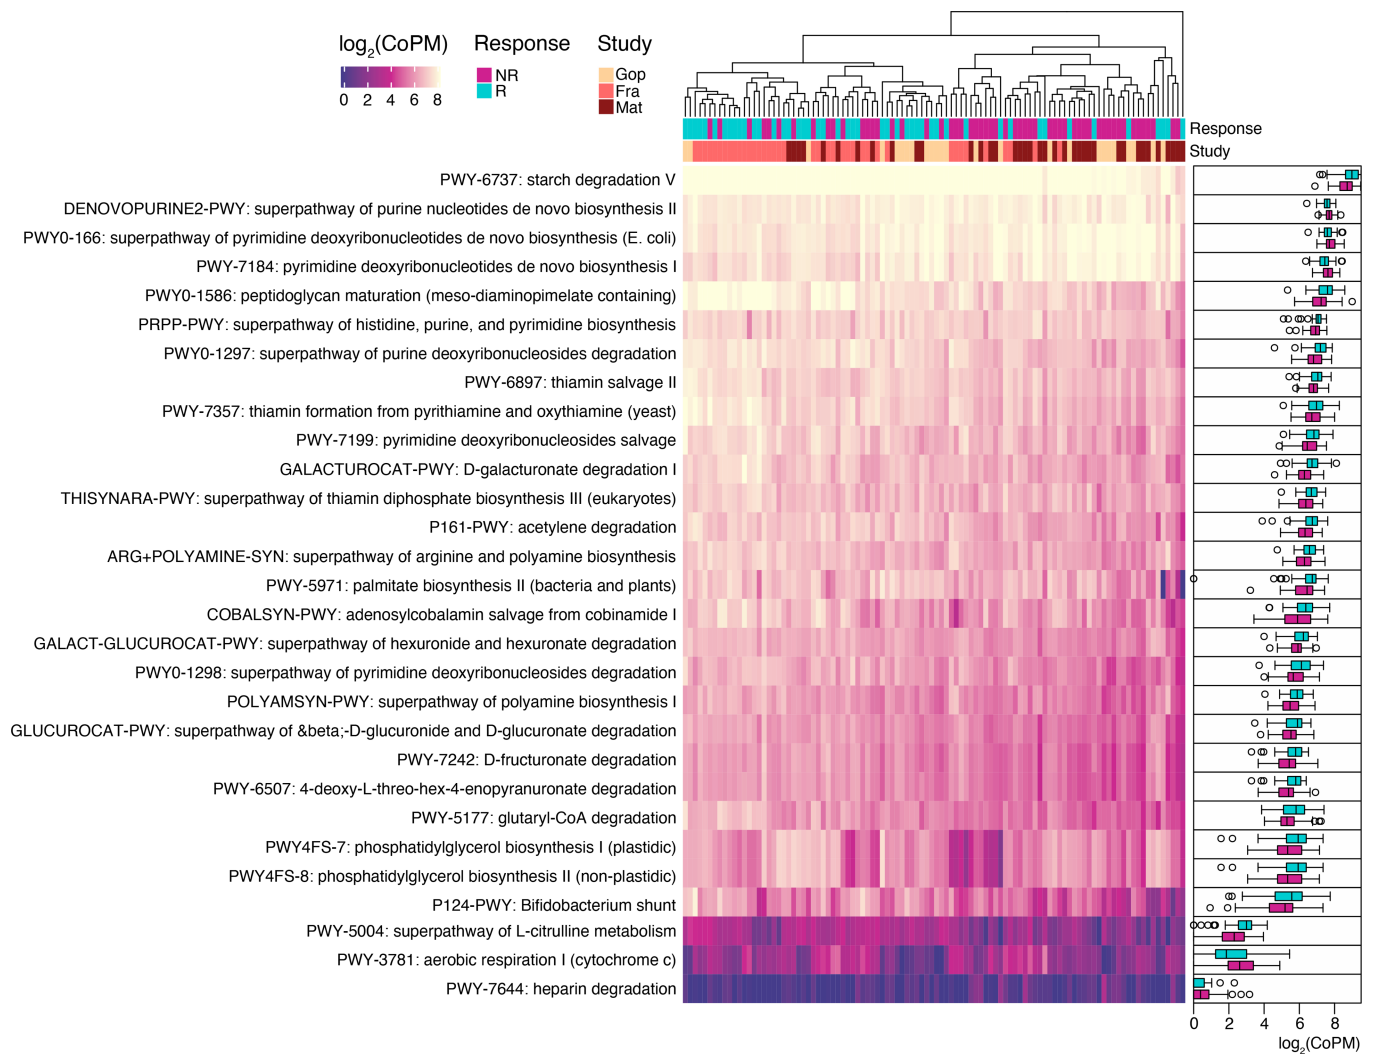 log2(CoPM)
0 2 4 6 8
Response
NR
R
Study
Gop
Fra
Mat
Response
Study
PWY-6737: starch degradation V
DENOVOPURINE2-PWY: superpathway of purine nucleotides de novo biosynthesis II
PWY0-166: superpathway of pyrimidine deoxyribonucleotides de novo biosynthesis (E. coli)
PWY-7184: pyrimidine deoxyribonucleotides de novo biosynthesis I
PWY0-1586: peptidoglycan maturation (meso-diaminopimelate containing)
PRPP-PWY: superpathway of histidine, purine, and pyrimidine biosynthesis
PWY0-1297: superpathway of purine deoxyribonucleosides degradation
PWY-6897: thiamin salvage II
PWY-7357: thiamin formation from pyrithiamine and oxythiamine (yeast)
PWY-7199: pyrimidine deoxyribonucleosides salvage
GALACTUROCAT-PWY: D-galacturonate degradation I
THISYNARA-PWY: superpathway of thiamin diphosphate biosynthesis III (eukaryotes)
P161-PWY: acetylene degradation
ARG+POLYAMINE-SYN: superpathway of arginine and polyamine biosynthesis
PWY-5971: palmitate biosynthesis II (bacteria and plants)
COBALSYN-PWY: adenosylcobalamin salvage from cobinamide I
GALACT-GLUCUROCAT-PWY: superpathway of hexuronide and hexuronate degradation
PWY0-1298: superpathway of pyrimidine deoxyribonucleosides degradation
POLYAMSYN-PWY: superpathway of polyamine biosynthesis I
GLUCUROCAT-PWY: superpathway of &beta;-D-glucuronide and D-glucuronate degradation
PWY-7242: D-fructuronate degradation
PWY-6507: 4-deoxy-L-threo-hex-4-enopyranuronate degradation
PWY-5177: glutaryl-CoA degradation
PWY4FS-7: phosphatidylglycerol biosynthesis I (plastidic)
PWY4FS-8: phosphatidylglycerol biosynthesis II (non-plastidic)
P124-PWY: Bifidobacterium shunt
PWY-5004: superpathway of L-citrulline metabolism
PWY-3781: aerobic respiration I (cytochrome c)
PWY-7644: heparin degradation
0 2 4 6 8
log2(CoPM)